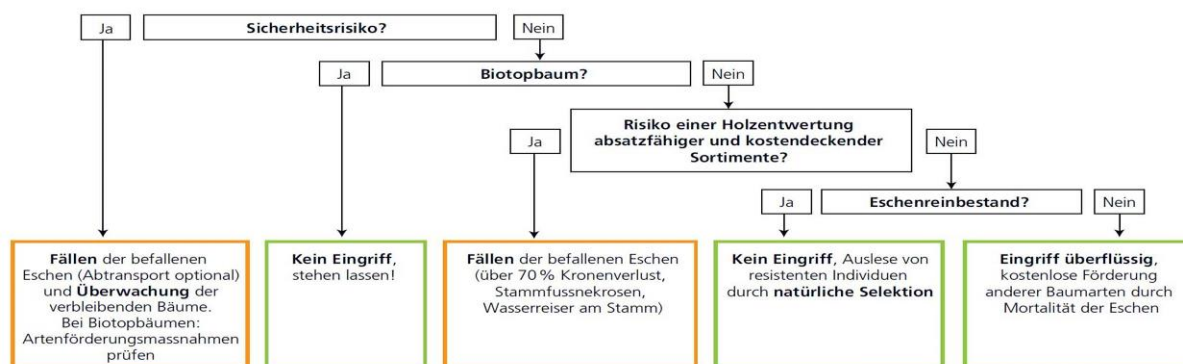 Ja
Sicherheitsrisiko?
Nein
Ja
Biotopbaum?
Nein
Ja
Risiko einer Holzentwertung
absatzfähiger und kostendeckender
Sortimente?
Nein
Ja
Eschenreinbestand?
Nein
Fällen der befallenen
Eschen (Abtransport optional)
und Überwachung der
verbleibenden Bäume.
Bei Biotopbäumen:
Artenförderungsmassnahmen
prüfen
Kein Eingriff,
stehen lassen!
Fällen der befallenen Eschen
(über 70 % Kronenverlust,
Stammfussnekrosen,
Wasserreiser am Stamm)
Kein Eingriff, Auslese von
resistenten Individuen
durch natürliche Selektion
Eingriff überflüssig,
kostenlose Förderung
anderer Baumarten durch
Mortalität der Eschen